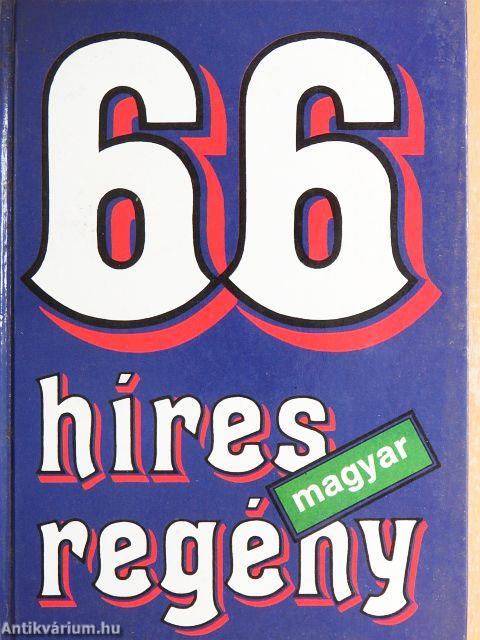 66
híres
magyar
regény
Antikvárium.hu